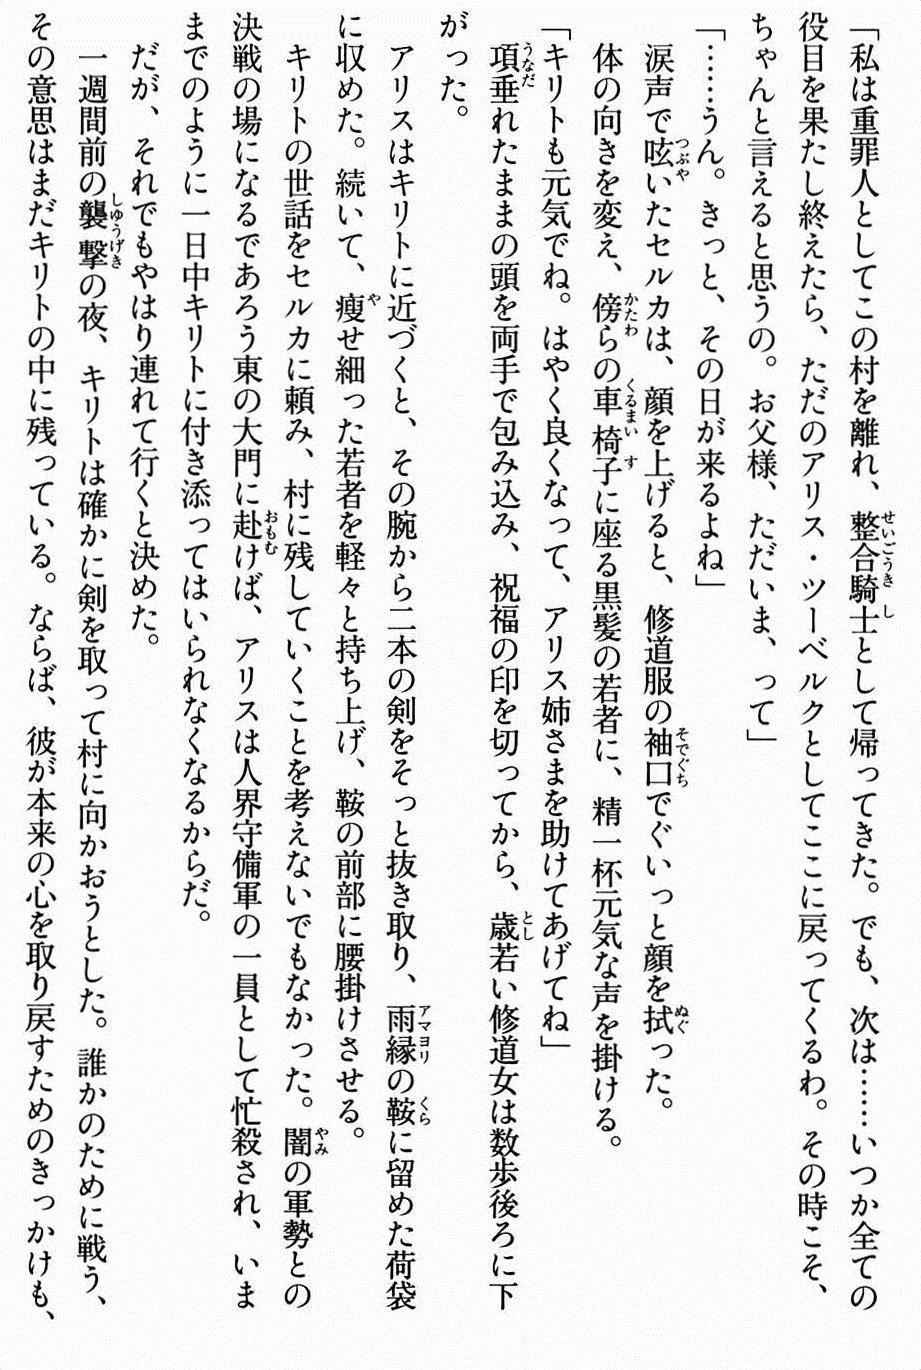 「私は重罪人としてこの村を離れ、整合騎士として帰ってきた。でも、次は……いつか全ての
役目を果たし終えたら、ただのアリス・ツーベルクとしてここに戻ってくるわ。その時こそ、
ちゃんと言えると思うの。お父様、ただいま、って」
「……うん。きっと、その日が来るよね」
涙声で呟いたセルカは、顔を上げると、修道服の袖口でぐいっと顔を拭った。
体の向きを変え、傍らの車椅子に座る黒髪の若者に、精一杯元気な声を掛ける。
「キリトも元気でね。はやく良くなって、アリス姉さまを助けてあげてね」
項垂れたままの頭を両手で包み込み、祝福の印を切ってから、歳若い修道女は数歩後ろに下
がった。
アリスはキリトに近づくと、その腕から二本の剣をそっと抜き取り、雨縁の鞍に留めた荷袋
に収めた。続いて、痩せ細った若者を軽々と持ち上げ、鞍の前部に腰掛けさせる。
キリトの世話をセルカに頼み、村に残していくことを考えないでもなかった。闇の軍勢との
決戦の場になるであろう東の大門に赴けば、アリスは人界守備軍の一員として忙殺され、いま
までのように一日中キリトに付き添ってはいられなくなるからだ。
だが、それでもやはり連れて行くと決めた。
一週間前の襲撃の夜、キリトは確かに剣を取って村に向かおうとした。誰かのために戦う、
その意思はまだキリトの中に残っている。ならば、彼が本来の心を取り戻すためのきっかけも、